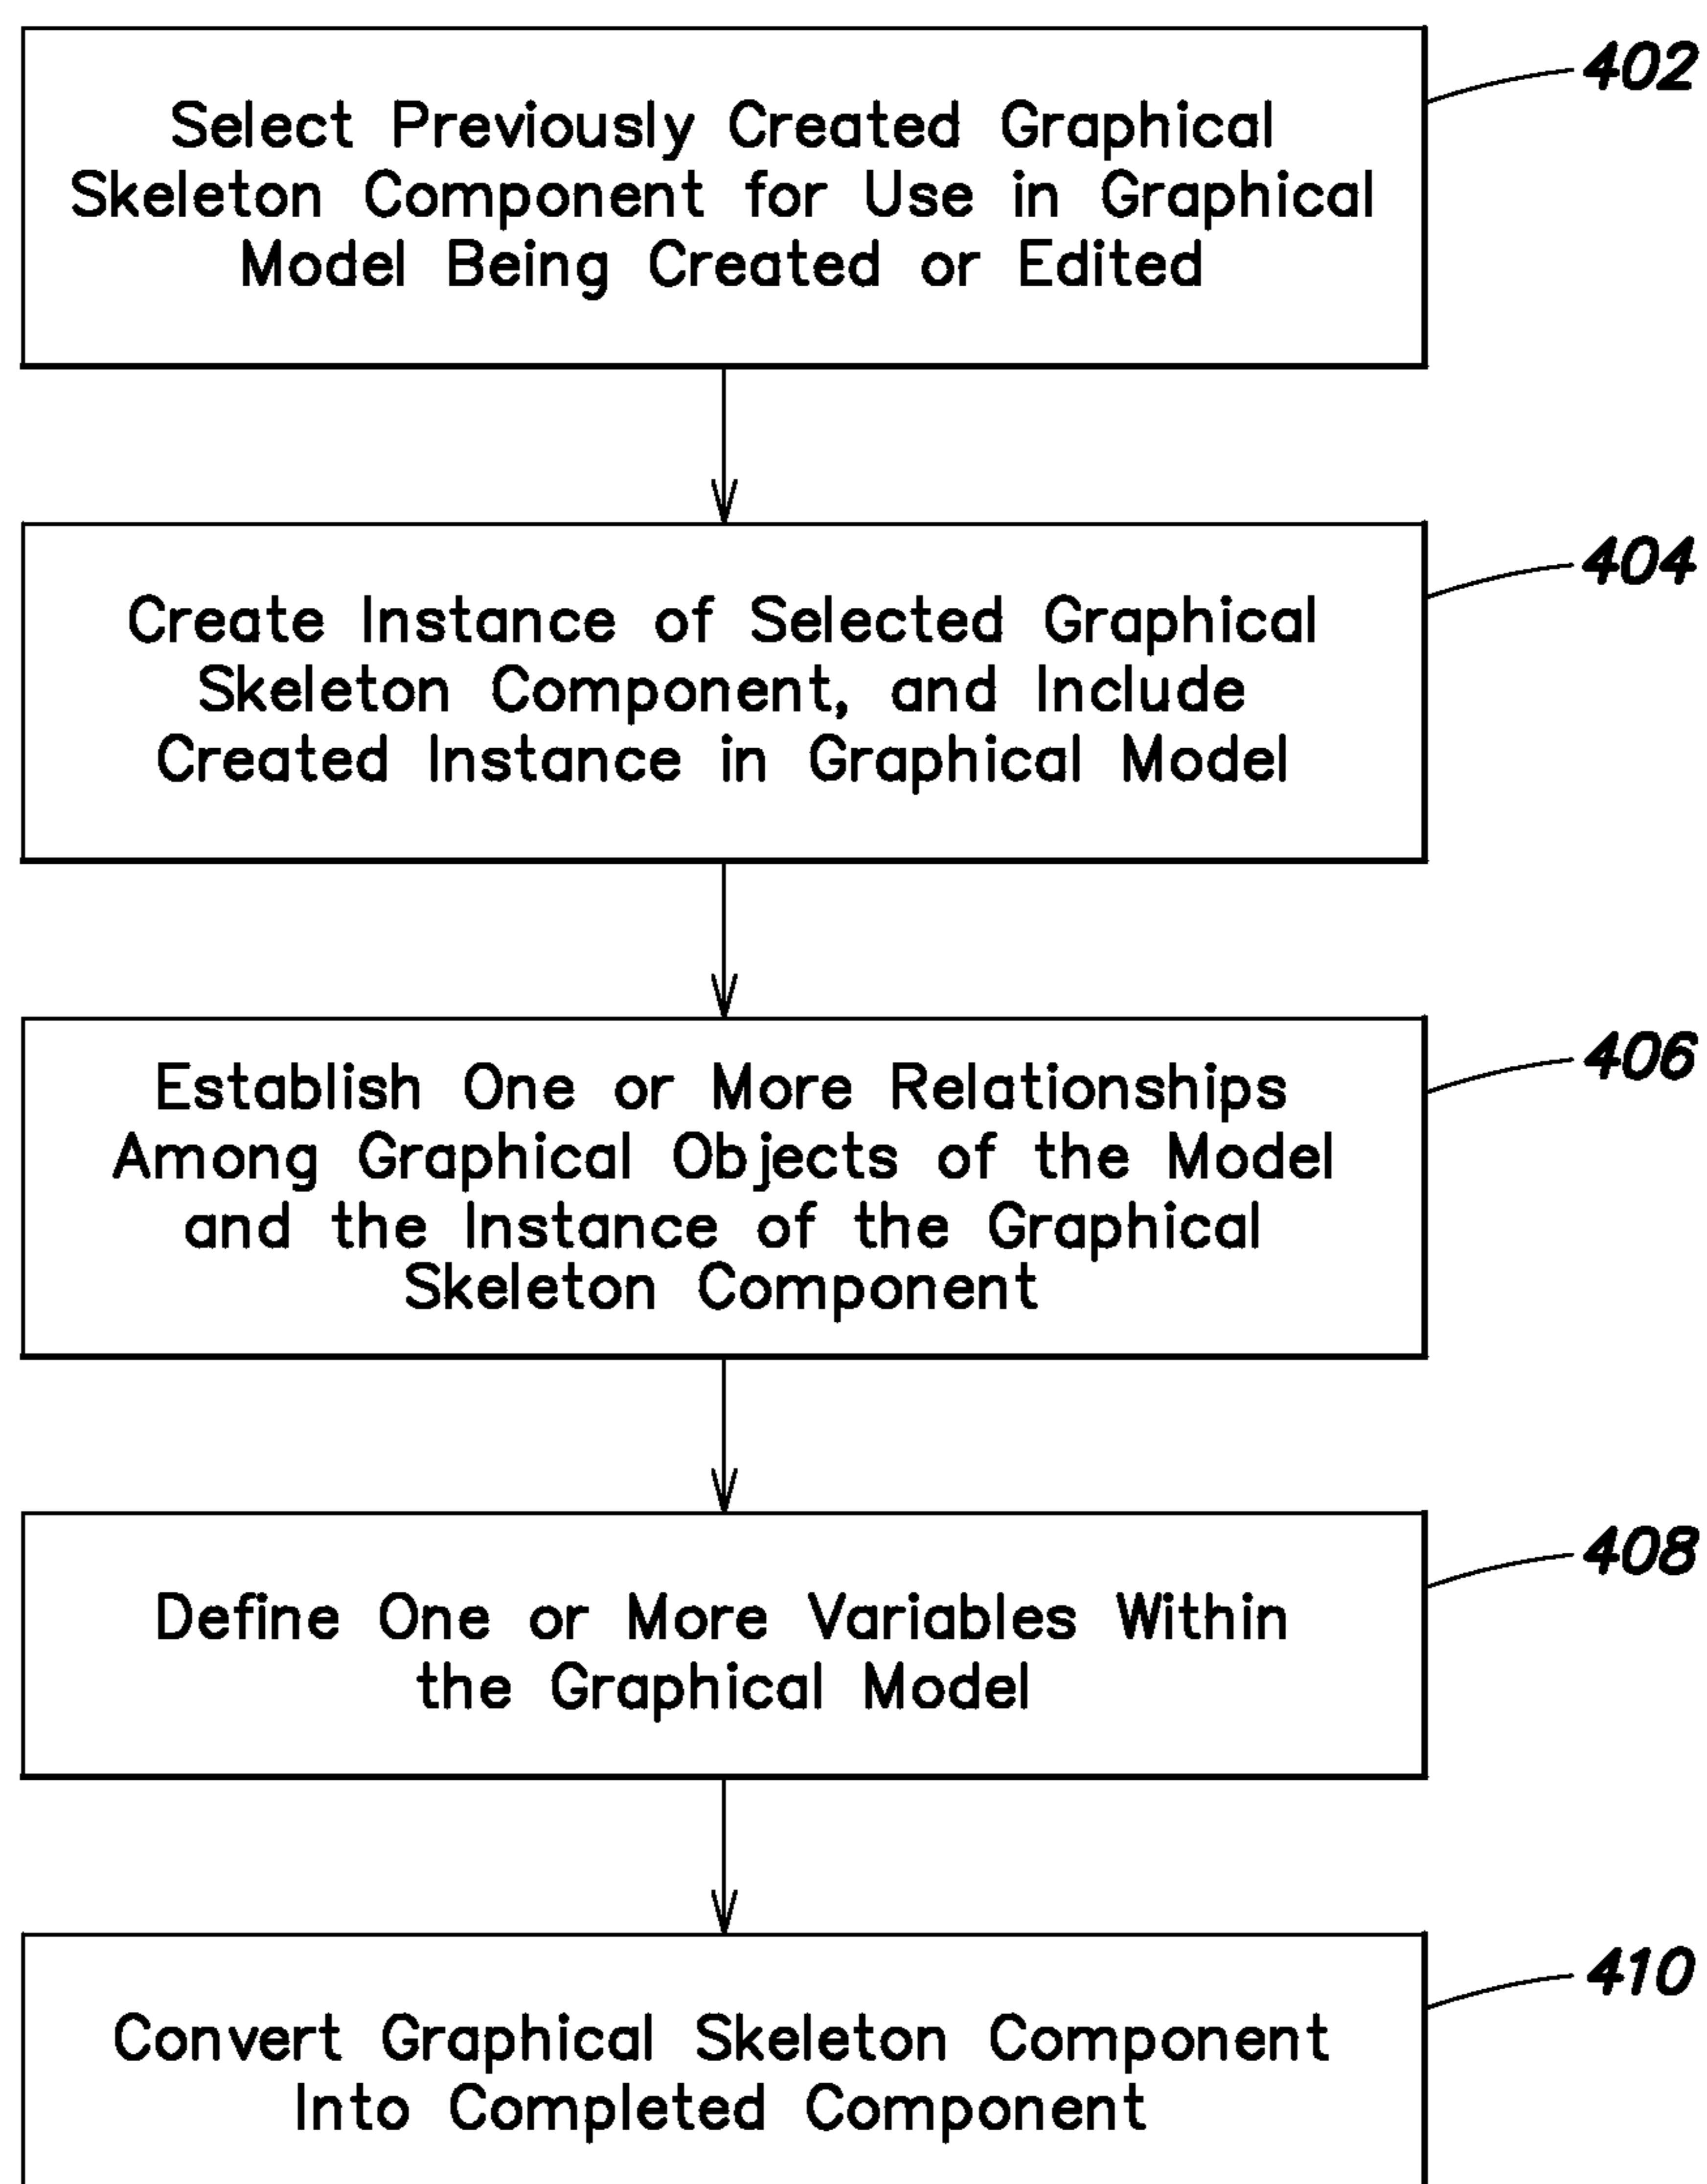 402
Select Previously Created Graphical
Skeleton Component for Use in Graphical
Model Being Created or Edited
404
Create Instance of Selected Graphical
Skeleton Component, and Include
Created Instance in Graphical Model
406
Establish One or More Relationships
Among Graphical Objects of the Model
and the Instance of the Graphical
Skeleton Component
408
Define One or More Variables Within
the Graphical Model
410
Convert Graphical Skeleton Component
Into Completed Component